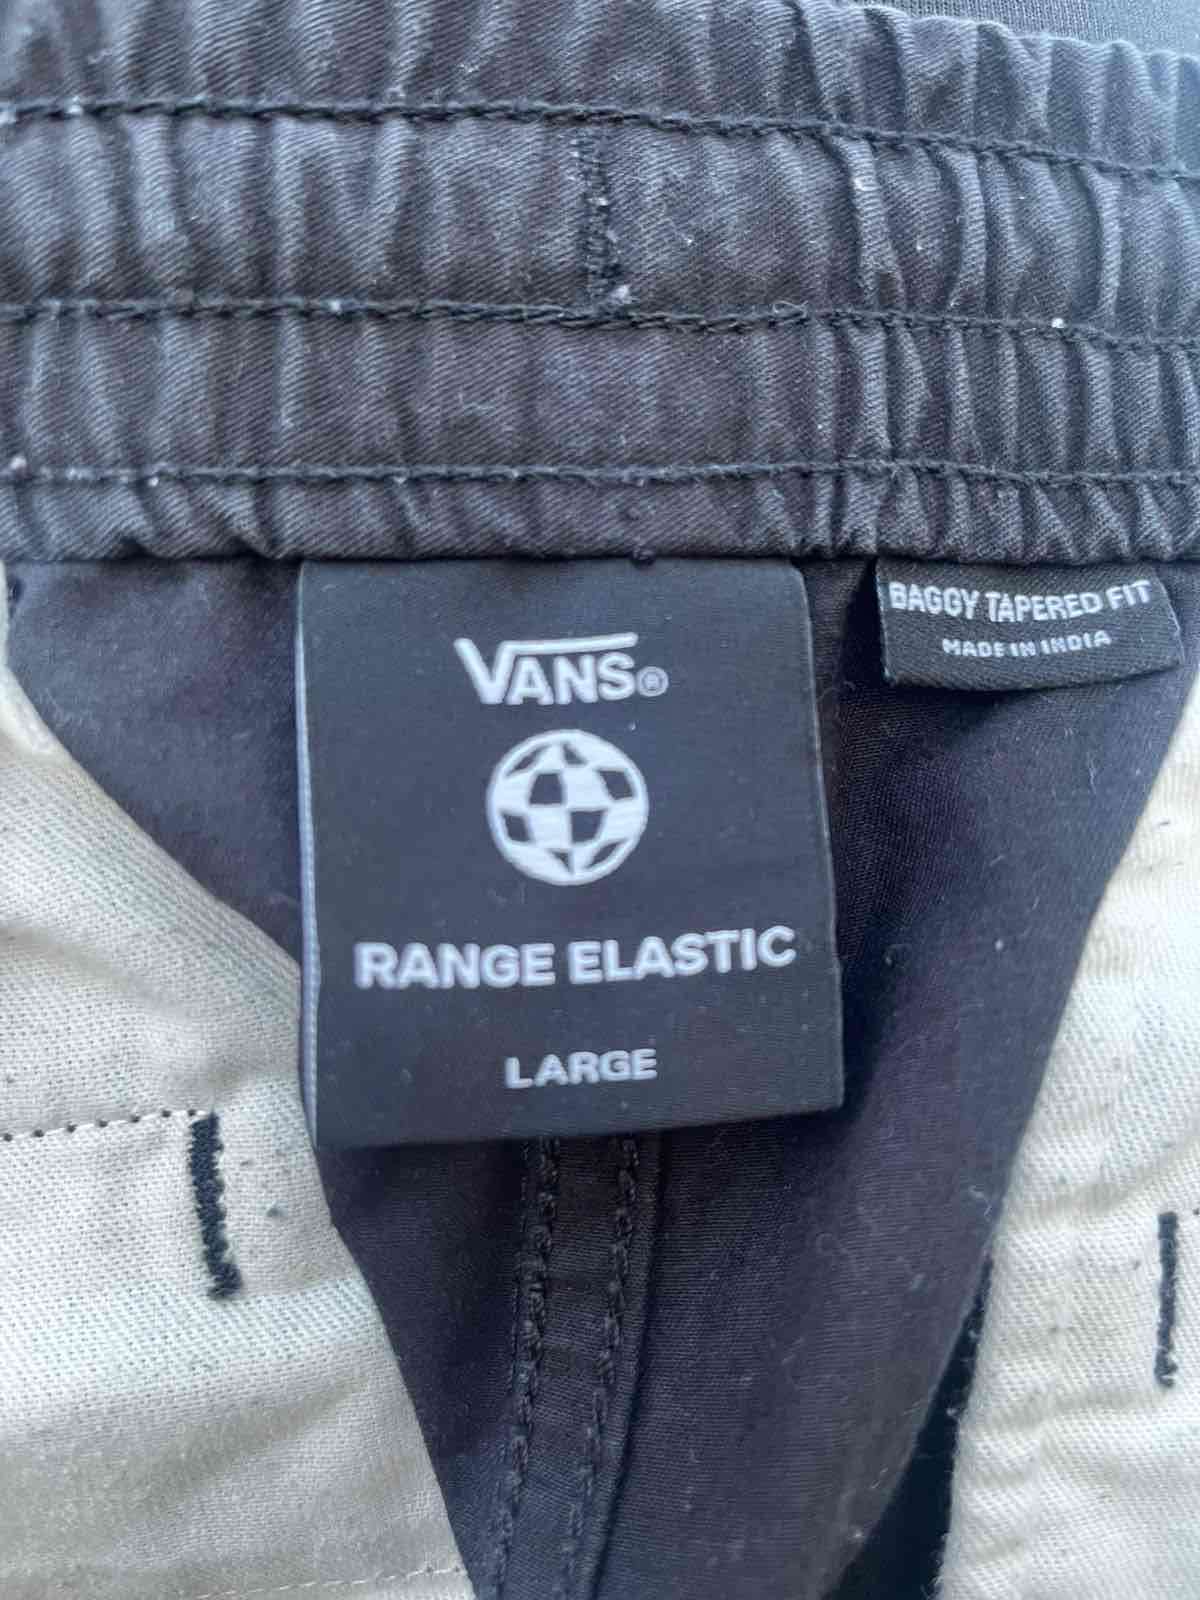 VANS®
RANGE ELASTIC
LARGE
BAGGY TAPERED FIT
MADE IN INDIA